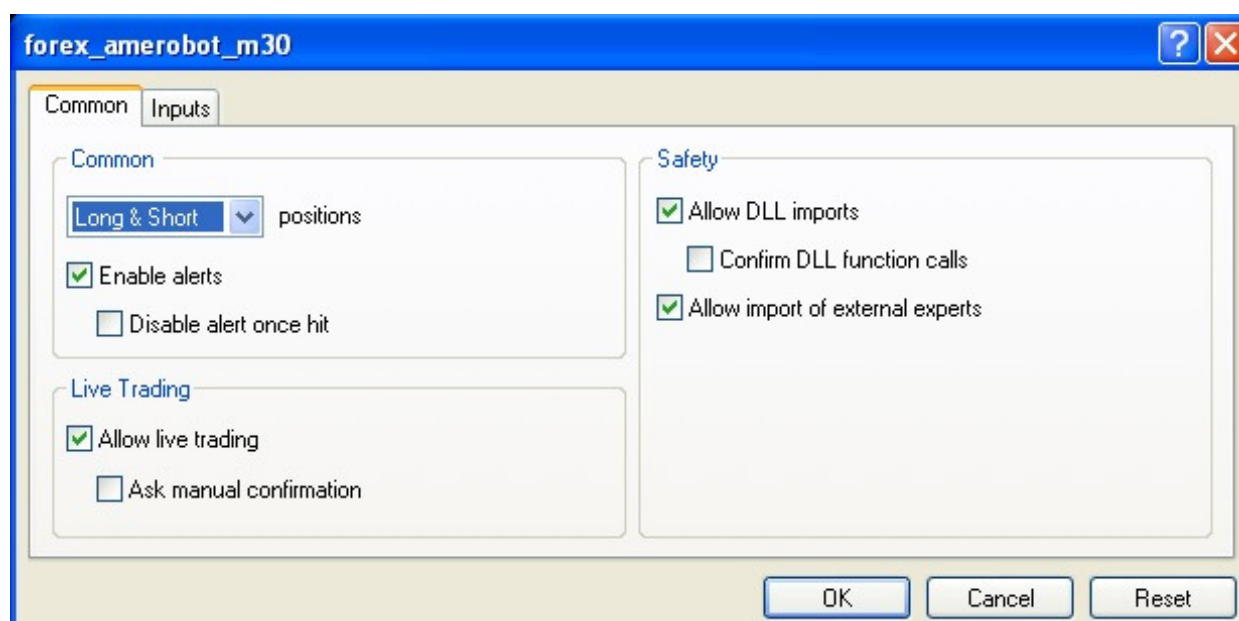 forex_amerobot_m30
Common
Inputs
Common
Long & Short
positions
Enable alerts
Disable alert once hit
Live Trading
Allow live trading
Ask manual confirmation
Safety
Allow DLL imports
Confirm DLL function calls
Allow import of external experts
OK
Cancel
Reset